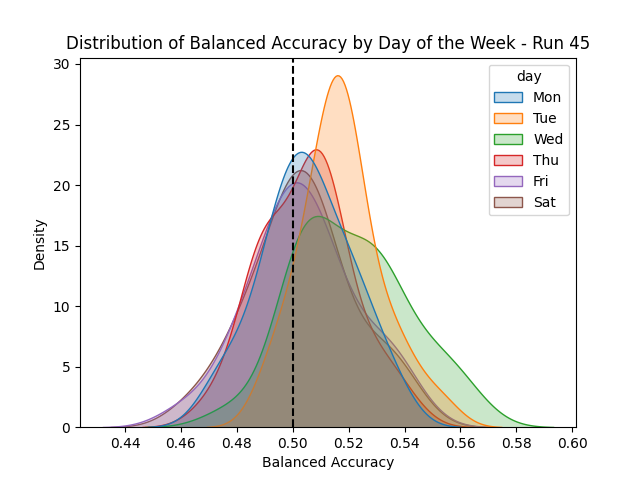 Distribution of Balanced Accuracy by Day of the Week - Run 45
30
25
20
15
10
5
0
Density
day
Mon
Tue
Wed
Thu
Fri
Sat
0.44 0.46 0.48 0.50 0.52 0.54 0.56 0.58 0.60
Balanced Accuracy